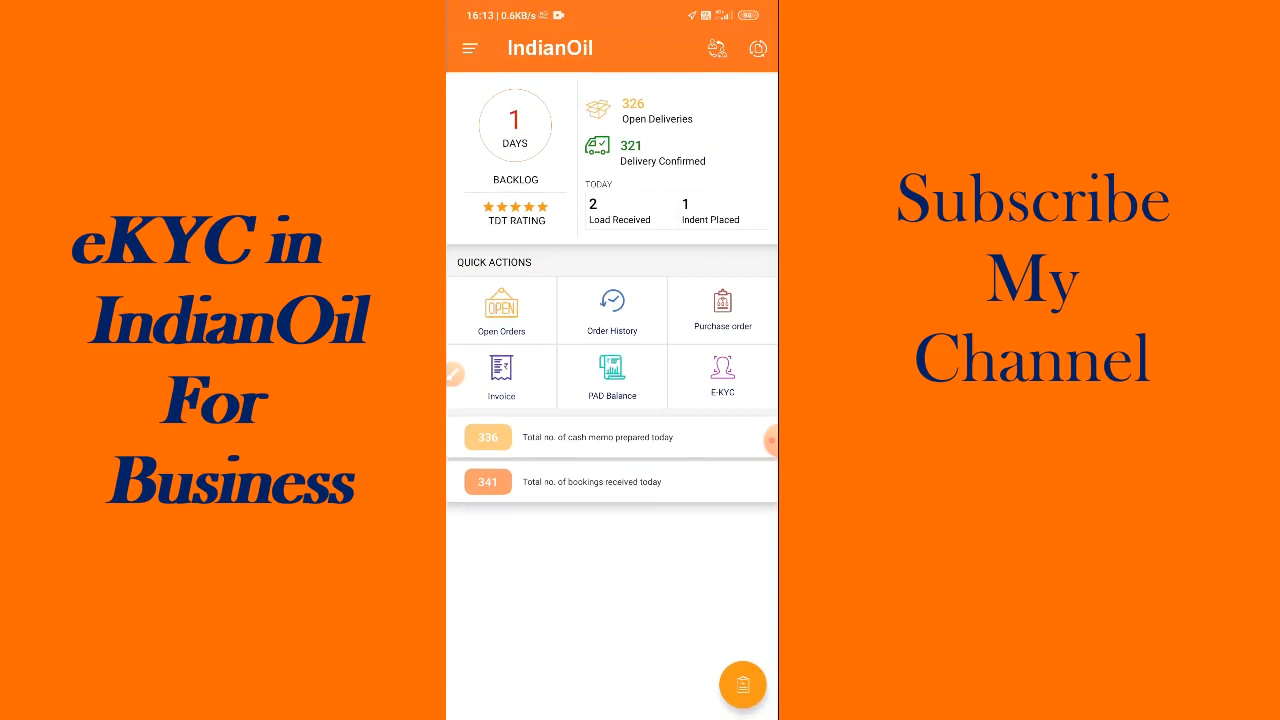 eKYC in
IndianOil
For
Business
16:13 | 0.6KB/s
4G
94
IndianOil
1
DAYS
BACKLOG
TDT RATING
326
Open Deliveries
321
Delivery Confirmed
TODAY
2
Load Received
1
Indent Placed
QUICK ACTIONS
OPEN
Open Orders
Order History
Purchase order
Invoice
PAD Balance
E-KYC
336 Total no. of cash memo prepared today
341 Total no. of bookings received today
Subscribe
My
Channel